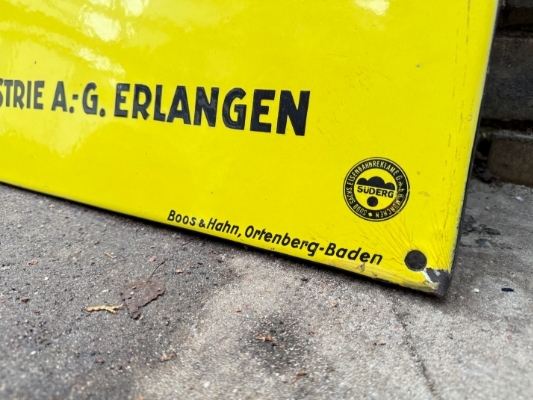 STRIE A.-G. ERLANGEN
SÜDERG
Boos & Hahn, Ortenberg-Baden